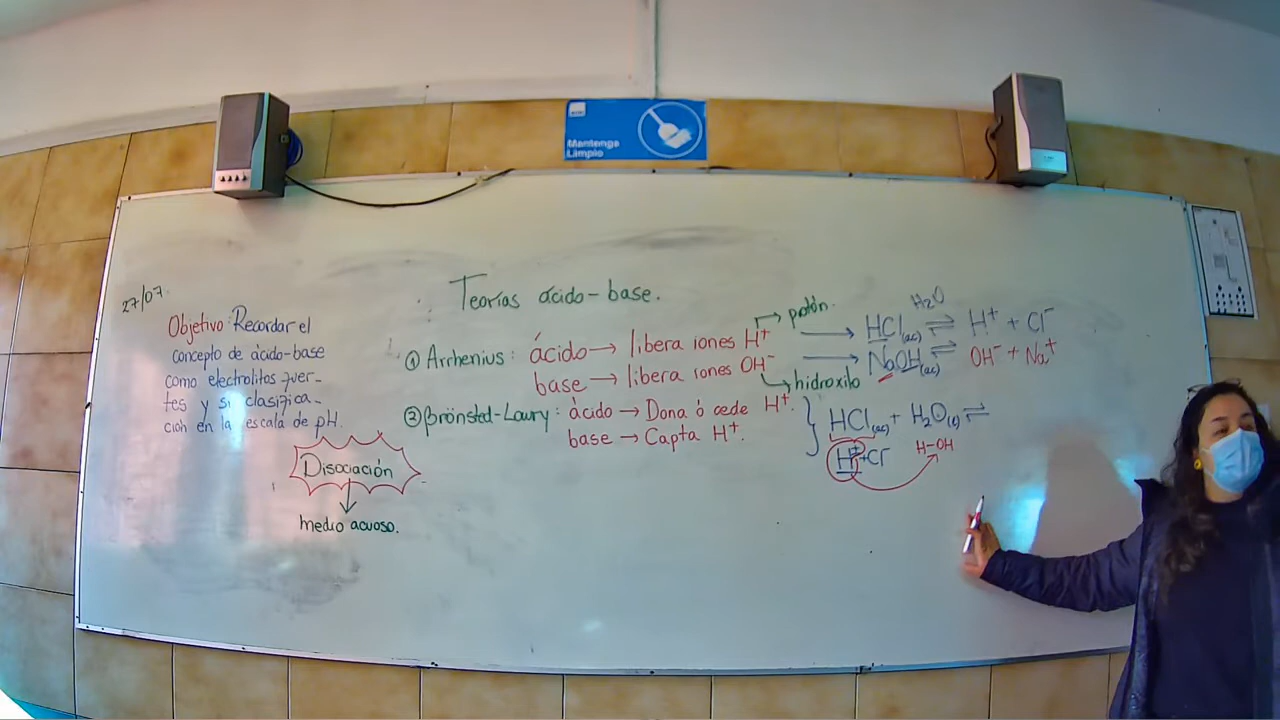 Mantenga
Limpio
27/07.
Teorías ácido-base.
Objetivo: Recordar el
concepto de ácido-base
como electrolitos fuer-
tes y su clasifica-
ción en la escala de pH.
Disociación
medio acuoso.
① Arrhenius: ácido → libera iones H⁺ → protón.
base → libera iones OH⁻ → hidroxilo
→ HCl(ac) ⇌ H⁺ + Cl⁻
H₂O
→ NaOH(ac) ⇌ OH⁻ + Na⁺
② Brönsted-Lowry: ácido → Dona ó cede H⁺.
base → Capta H⁺.
HCl(ac) + H₂O(l) ⇌
H⁺ + Cl⁻ H-OH